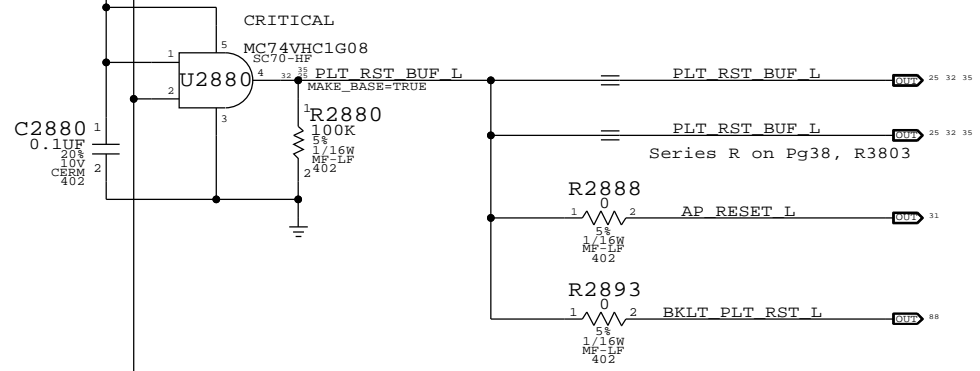 CRITICAL
5 MC74VHC1G08
SC70-HF
1
U2880
4
32 35
PLT_RST_BUF_L
MAKE_BASE=TRUE
2
3
PLT_RST_BUF_L
OUT 25 32 35
C2880 1
0.1UF
20%
10V
CERM
402
2
1 R2880
100K
5%
1/16W
MF-LF
402
2
PLT_RST_BUF_L
OUT 25 32 35
Series R on Pg38, R3803
R2888
0
1 2
5%
1/16W
MF-LF
402
AP_RESET_L
OUT 31
R2893
0
1 2
5%
1/16W
MF-LF
402
BKLT_PLT_RST_L
OUT 88